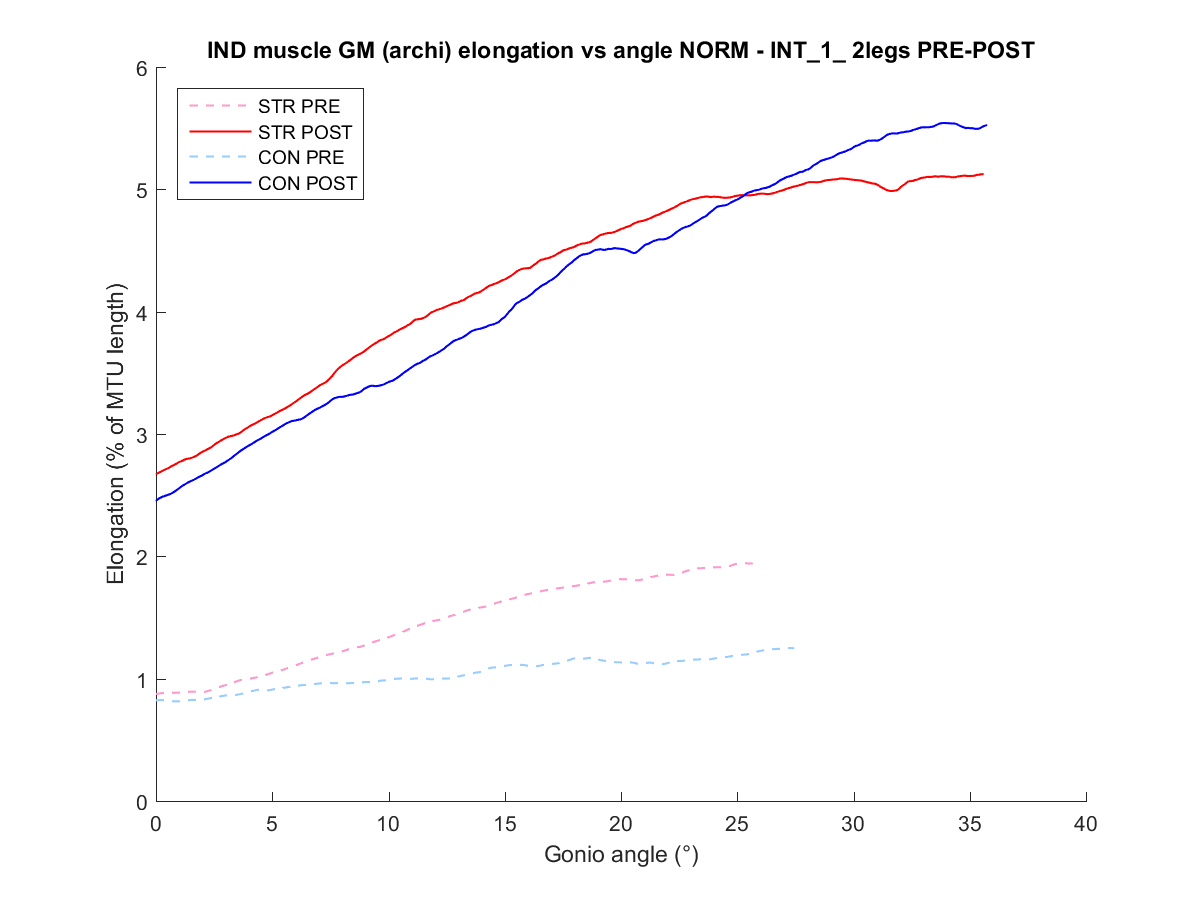 IND muscle GM (archi) elongation vs angle NORM - INT_1_ 2legs PRE-POST
6
5
4
3
2
1
0
Elongation (% of MTU length)
STR PRE
STR POST
CON PRE
CON POST
0 5 10 15 20 25 30 35 40
Gonio angle (°)